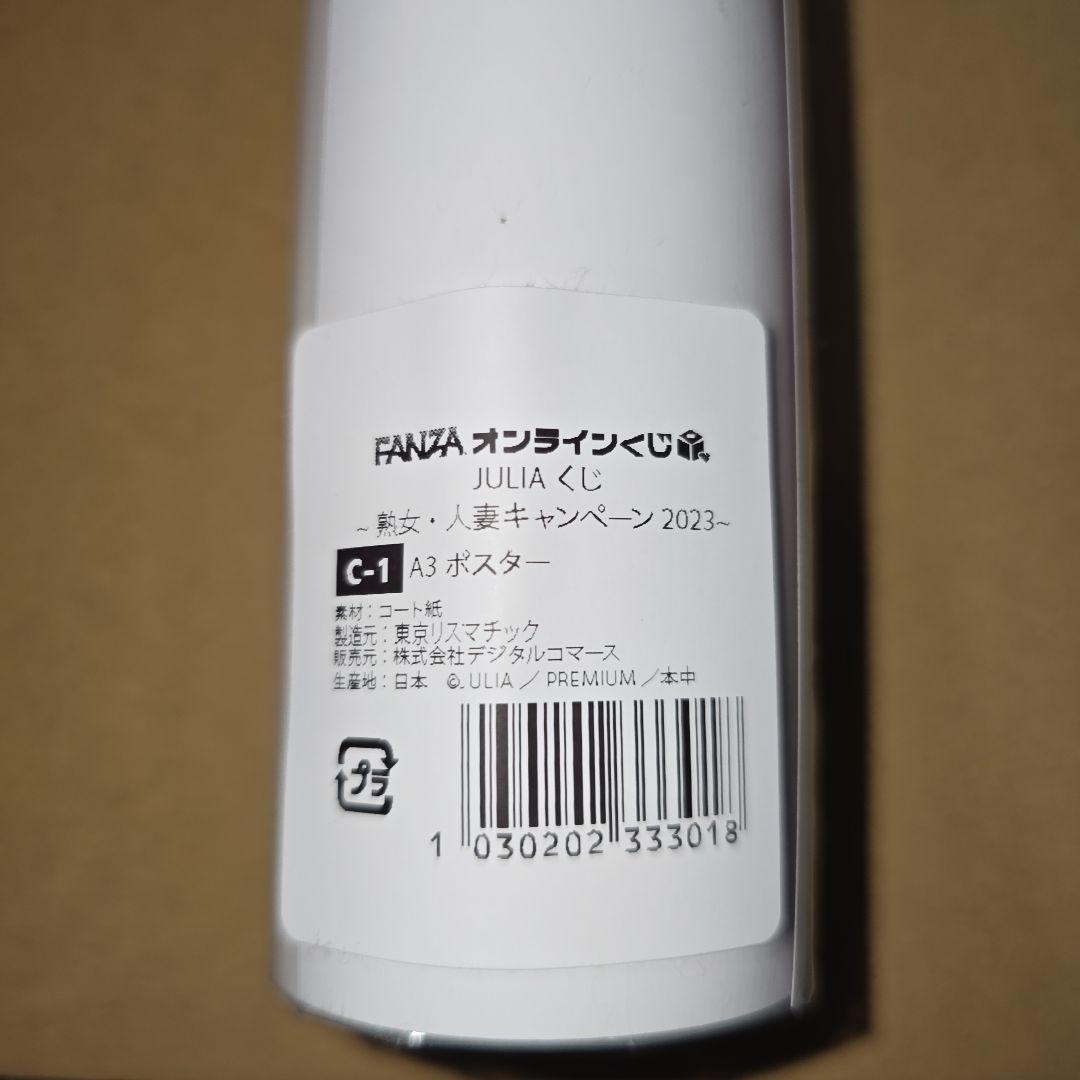 FANZA オンラインくじ
JULIA くじ
~ 熟女・人妻キャンペーン 2023~
C-1 A3 ポスター
素材：コート紙
製造元：東京リスマチック
販売元：株式会社デジタルコマース
生産地：日本 © JULIA／PREMIUM／本中
プラ
1 030202 333018